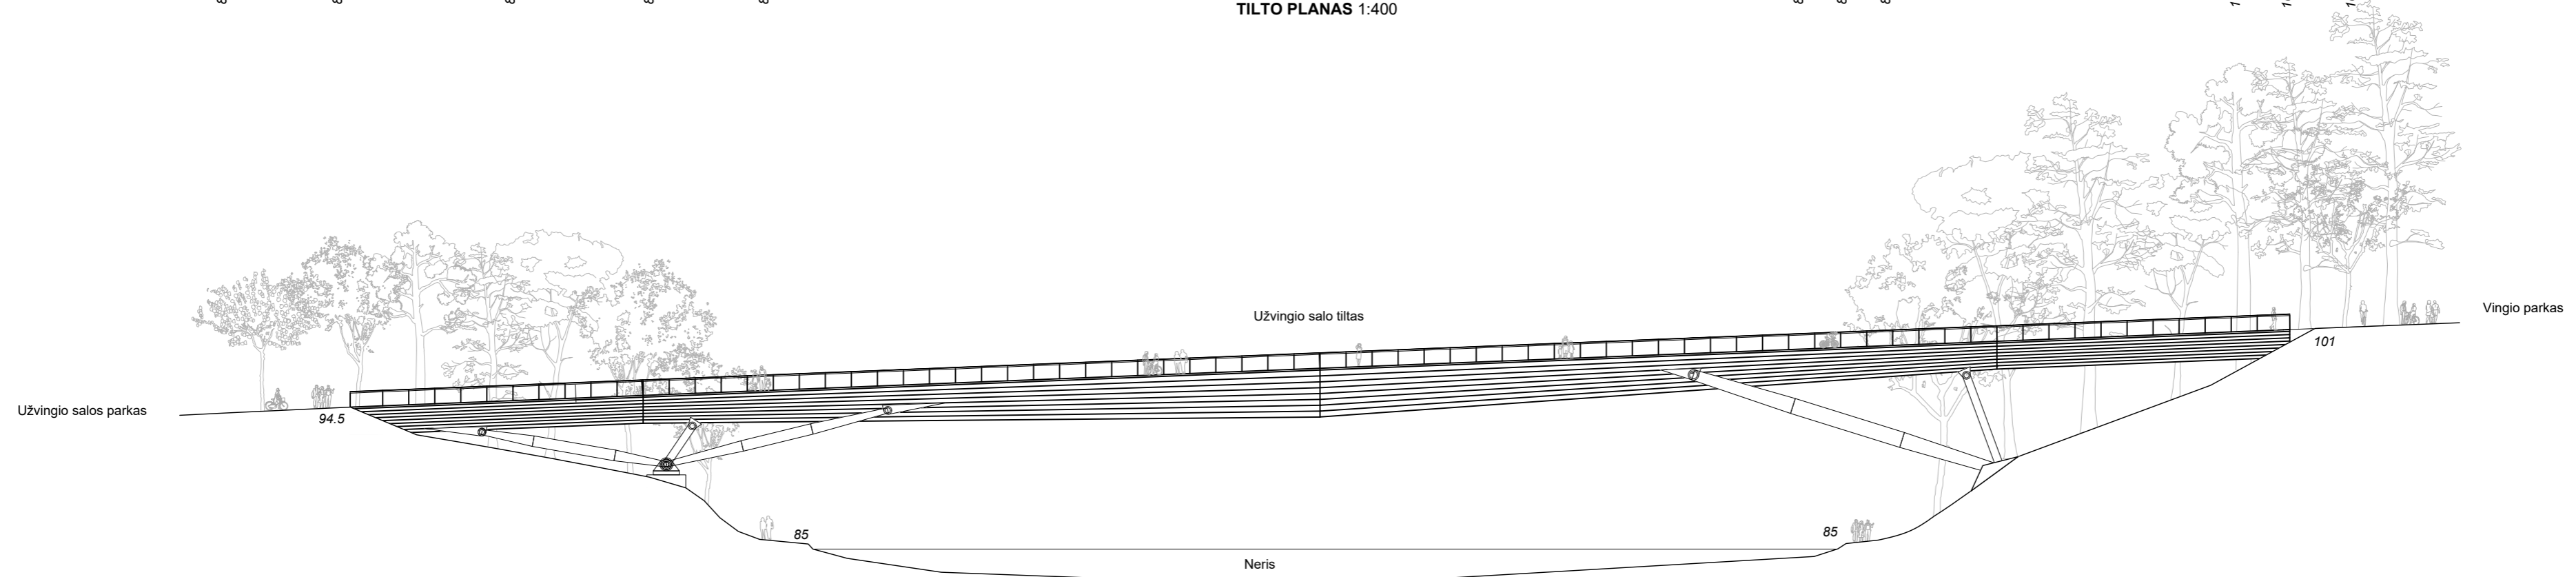 TILTO PLANAS 1:400
Užvingio salo tiltas
Vingio parkas
101
Užvingio salos parkas
94.5
85
85
Neris